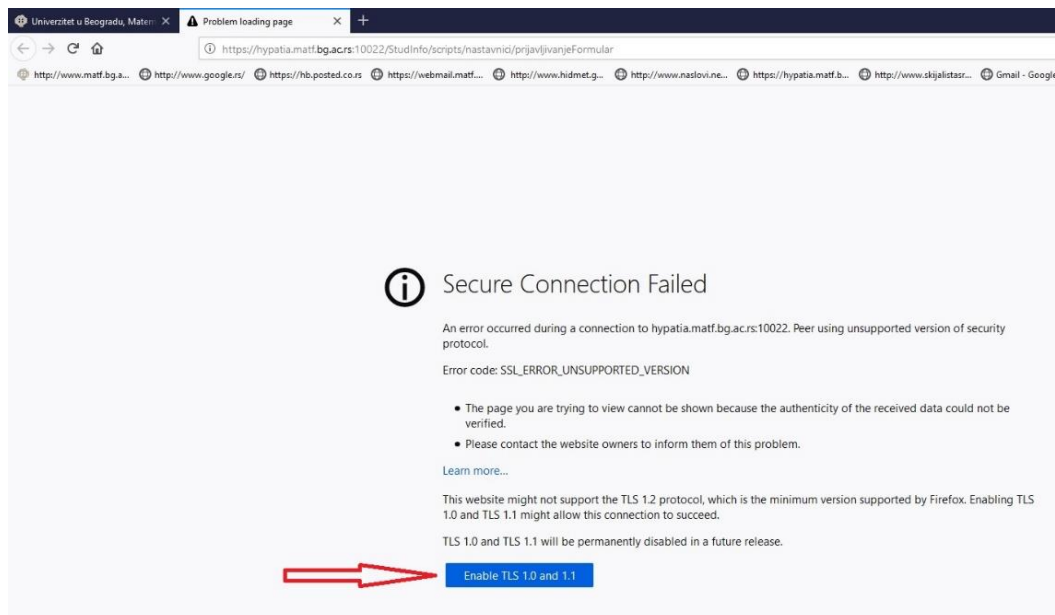 Univerzitet u Beogradu, Matem
Problem loading page
https://hypatia.matf.bg.ac.rs:10022/StudInfo/scripts/nastavnici/prijavljivanjeFormular
http://www.matf.bg.a... http://www.google.rs/ https://hb.posted.co.rs https://webmail.matf.... http://www.hidmet.g... http://www.naslovi.ne... https://hypatia.matf.b... http://www.skijalistasr... Gmail - Google
Secure Connection Failed
An error occurred during a connection to hypatia.matf.bg.ac.rs:10022. Peer using unsupported version of security
protocol.
Error code: SSL_ERROR_UNSUPPORTED_VERSION
• The page you are trying to view cannot be shown because the authenticity of the received data could not be
verified.
• Please contact the website owners to inform them of this problem.
Learn more...
This website might not support the TLS 1.2 protocol, which is the minimum version supported by Firefox. Enabling TLS
1.0 and TLS 1.1 might allow this connection to succeed.
TLS 1.0 and TLS 1.1 will be permanently disabled in a future release.
Enable TLS 1.0 and 1.1